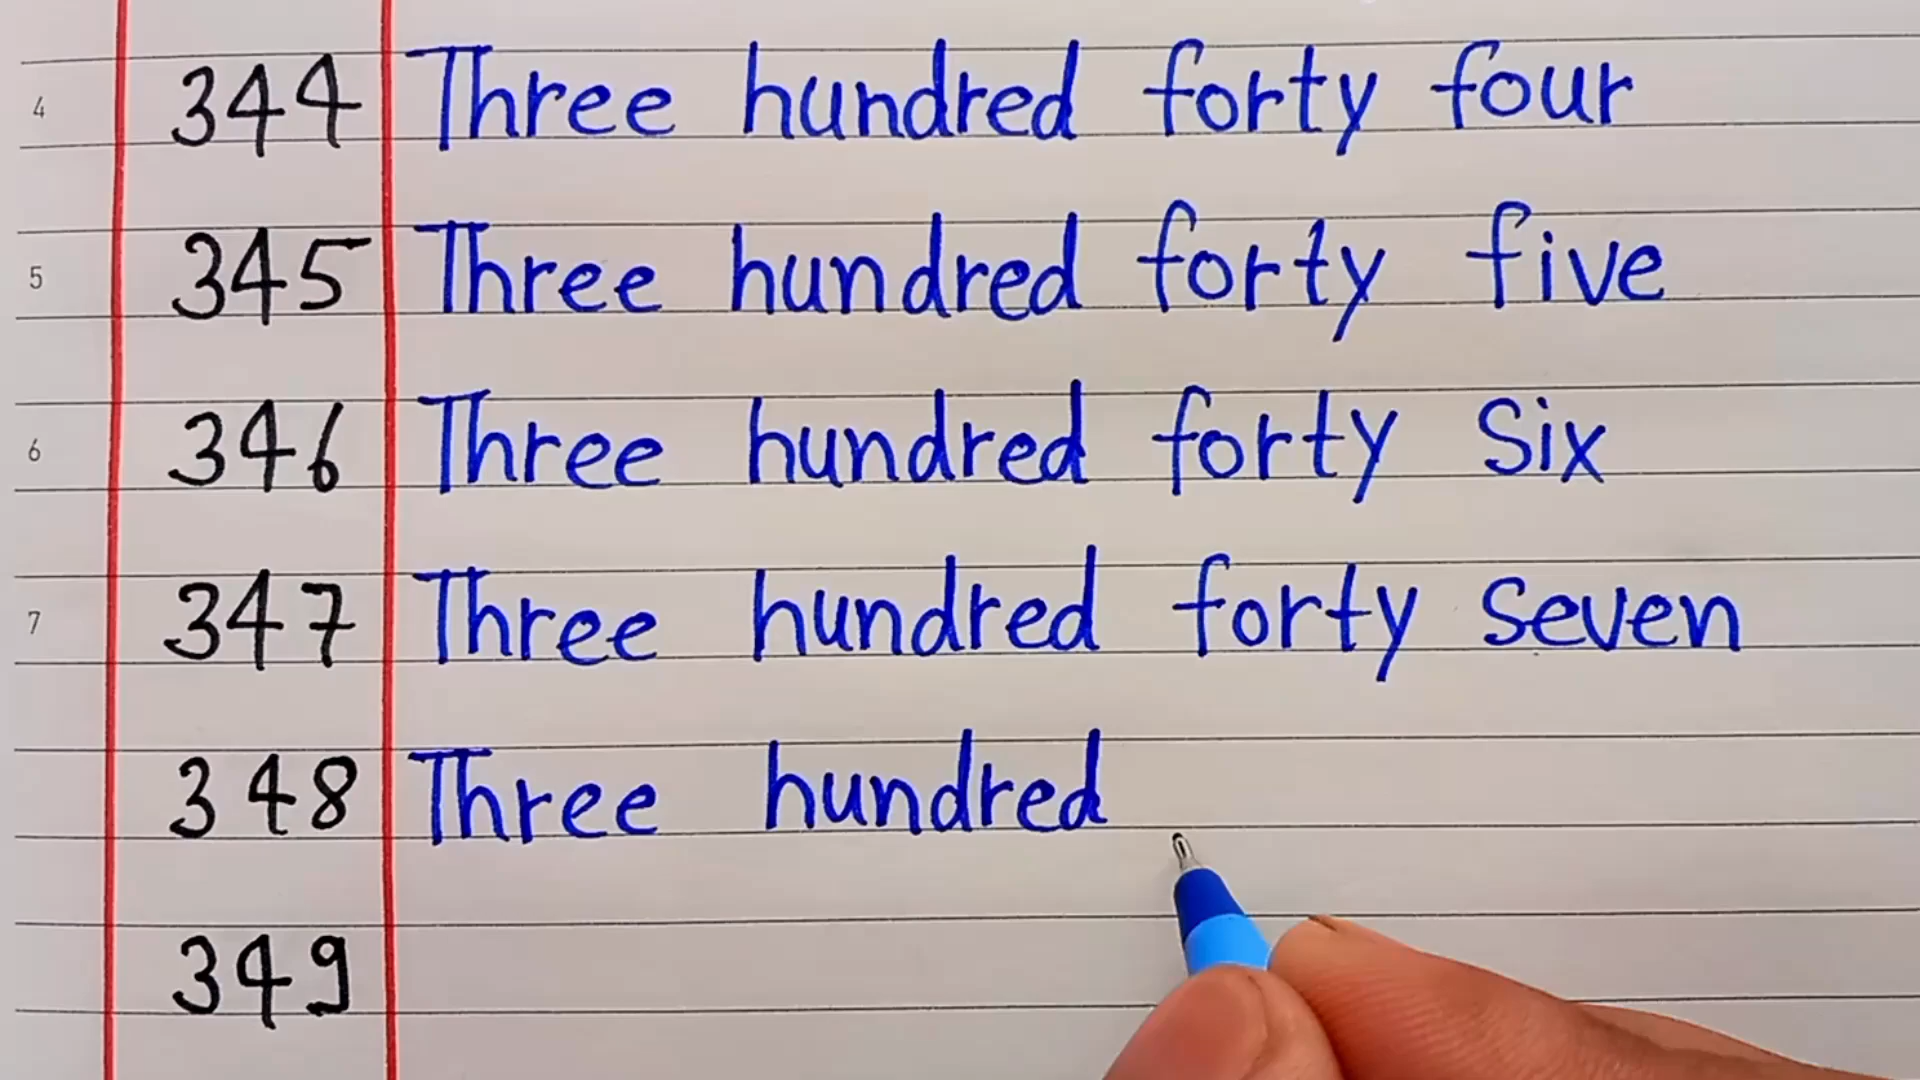 4 344 Three hundred forty four
5 345 Three hundred forty five
6 346 Three hundred forty Six
7 347 Three hundred forty seven
348 Three hundred
349